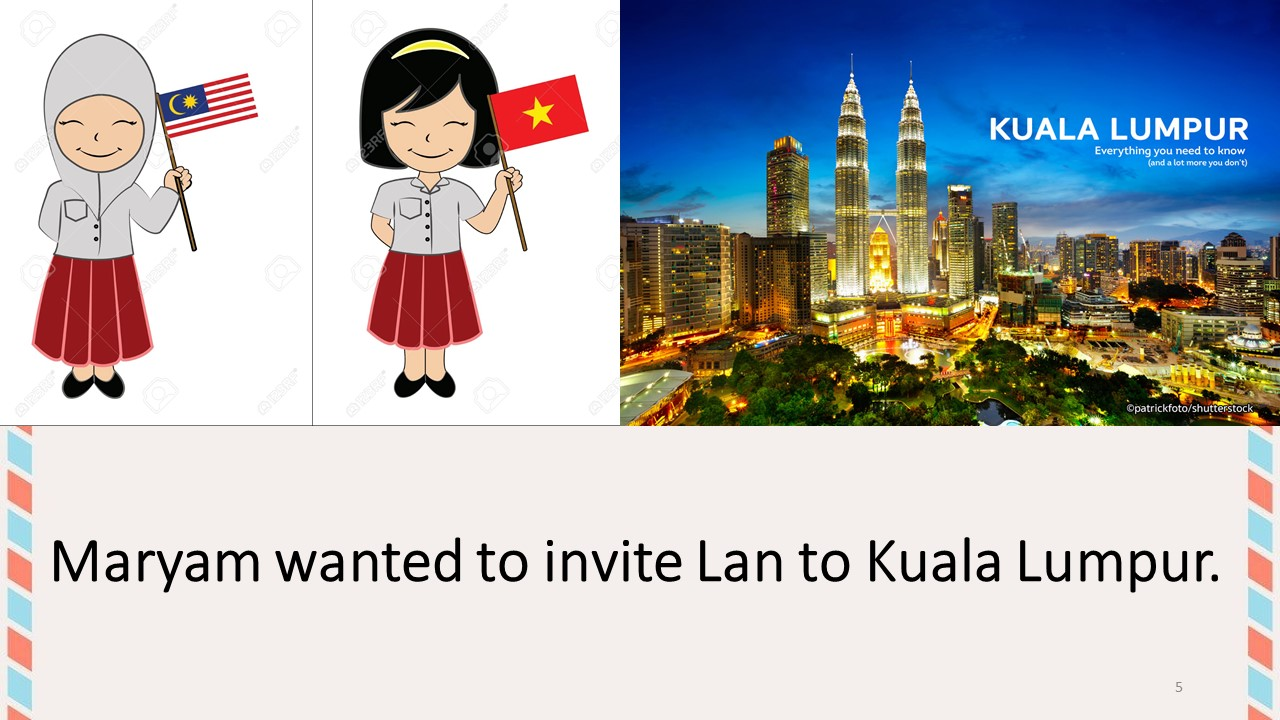 KUALA LUMPUR
Everything you need to know
(and a lot more you don't)
©patrickfoto/shutterstock
Maryam wanted to invite Lan to Kuala Lumpur.
5